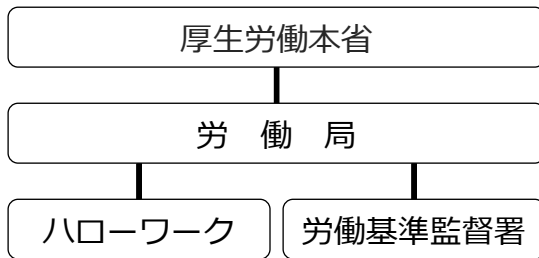 厚生労働本省
労　働　局
ハローワーク
労働基準監督署